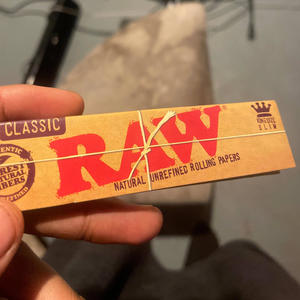 CLASSIC
RAW
KING SIZE
SLIM
NATURAL UNREFINED ROLLING PAPERS